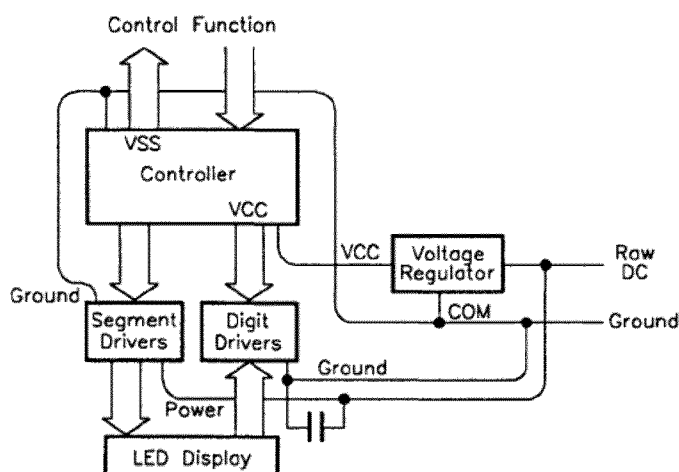 Control Function
VSS
Controller
VCC
VCC
Voltage
Regulator
Raw
DC
Ground
Segment
Drivers
Digit
Drivers
COM
Ground
Ground
Power
LED Display